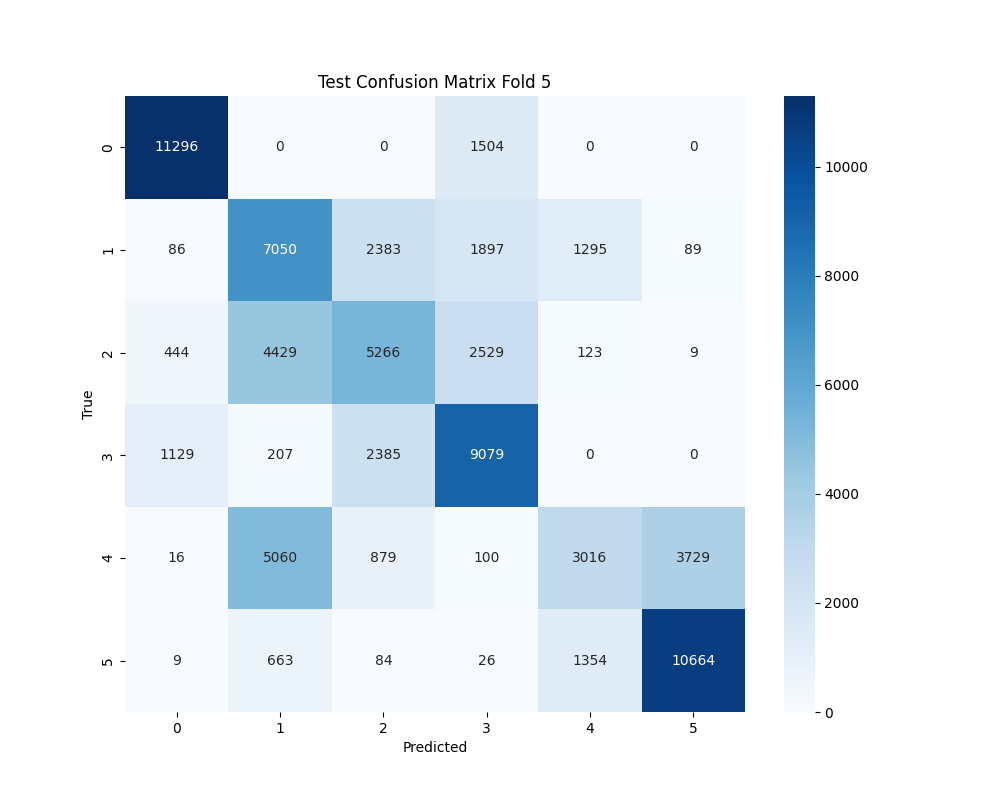 Test Confusion Matrix Fold 5
0 11296 0 0 1504 0 0
1 86 7050 2383 1897 1295 89
2 444 4429 5266 2529 123 9
3 1129 207 2385 9079 0 0
4 16 5060 879 100 3016 3729
5 9 663 84 26 1354 10664
0 1 2 3 4 5
Predicted
True
10000
8000
6000
4000
2000
0